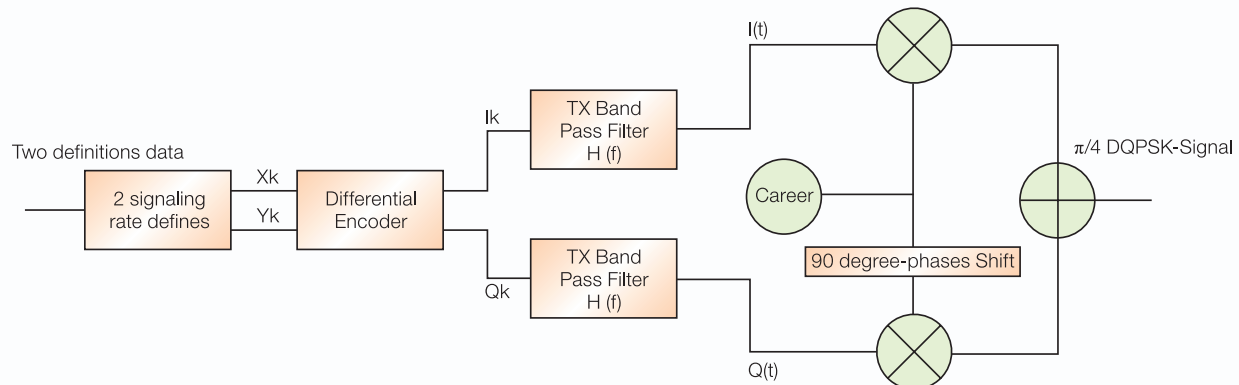 Two definitions data
2 signaling
rate defines
Xk
Yk
Differential
Encoder
Ik
Qk
TX Band
Pass Filter
H (f)
TX Band
Pass Filter
H (f)
I(t)
Q(t)
Career
90 degree-phases Shift
π/4 DQPSK-Signal